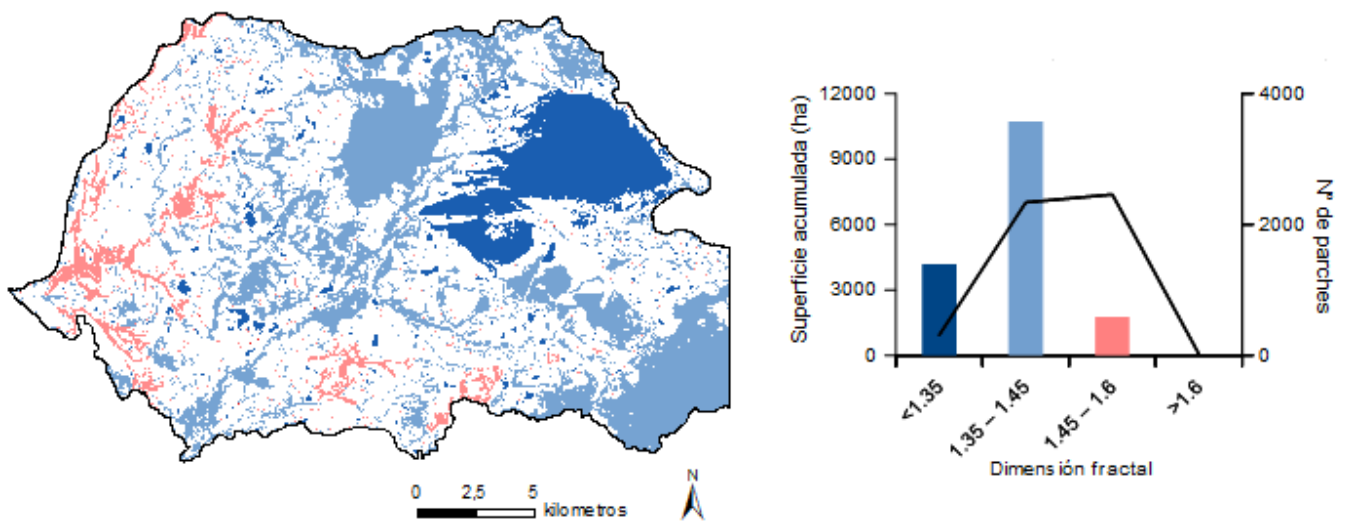 0 2,5 5
kilometros
N
12000
9000
6000
3000
0
Superfície acumulada (ha)
4000
2000
0
Nº de parches
<1.35
1.35 – 1.45
1.45 – 1.6
>1.6
Dimensión fractal